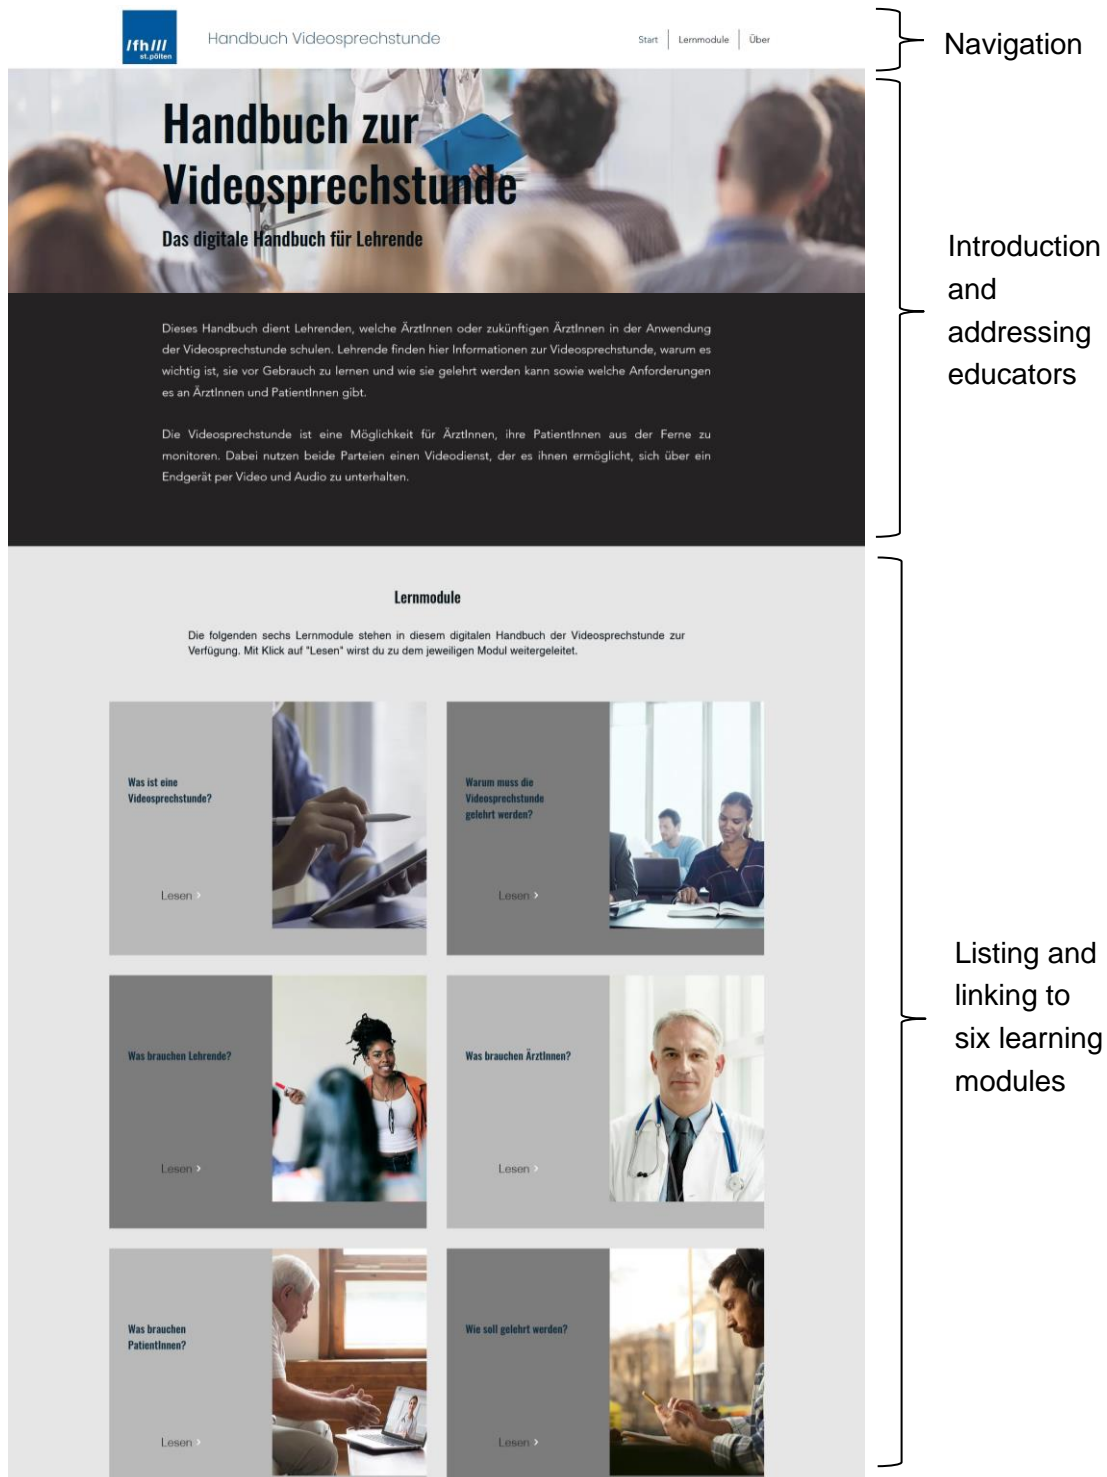 /fh///
st.pölten
Handbuch Videosprechstunde
Start
Lernmodule
Über
Navigation
Handbuch zur
Videosprechstunde
Das digitale Handbuch für Lehrende
Introduction
and
addressing
educators
Dieses Handbuch dient Lehrenden, welche ÄrztInnen oder zukünftigen ÄrztInnen in der Anwendung
der Videosprechstunde schulen. Lehrende finden hier Informationen zur Videosprechstunde, warum es
wichtig ist, sie vor Gebrauch zu lernen und wie sie gelehrt werden kann sowie welche Anforderungen
es an ÄrztInnen und PatientInnen gibt.
Die Videosprechstunde ist eine Möglichkeit für ÄrztInnen, ihre PatientInnen aus der Ferne zu
monitoren. Dabei nutzen beide Parteien einen Videodienst, der es ihnen ermöglicht, sich über ein
Endgerät per Video und Audio zu unterhalten.
Lernmodule
Die folgenden sechs Lernmodule stehen in diesem digitalen Handbuch der Videosprechstunde zur
Verfügung. Mit Klick auf "Lesen" wirst du zu dem jeweiligen Modul weitergeleitet.
Was ist eine
Videosprechstunde?
Lesen >
Warum muss die
Videosprechstunde
gelehrt werden?
Lesen >
Was brauchen Lehrende?
Lesen >
Was brauchen ÄrztInnen?
Lesen >
Listing and
linking to
six learning
modules
Was brauchen
PatientInnen?
Lesen >
Wie soll gelehrt werden?
Lesen >